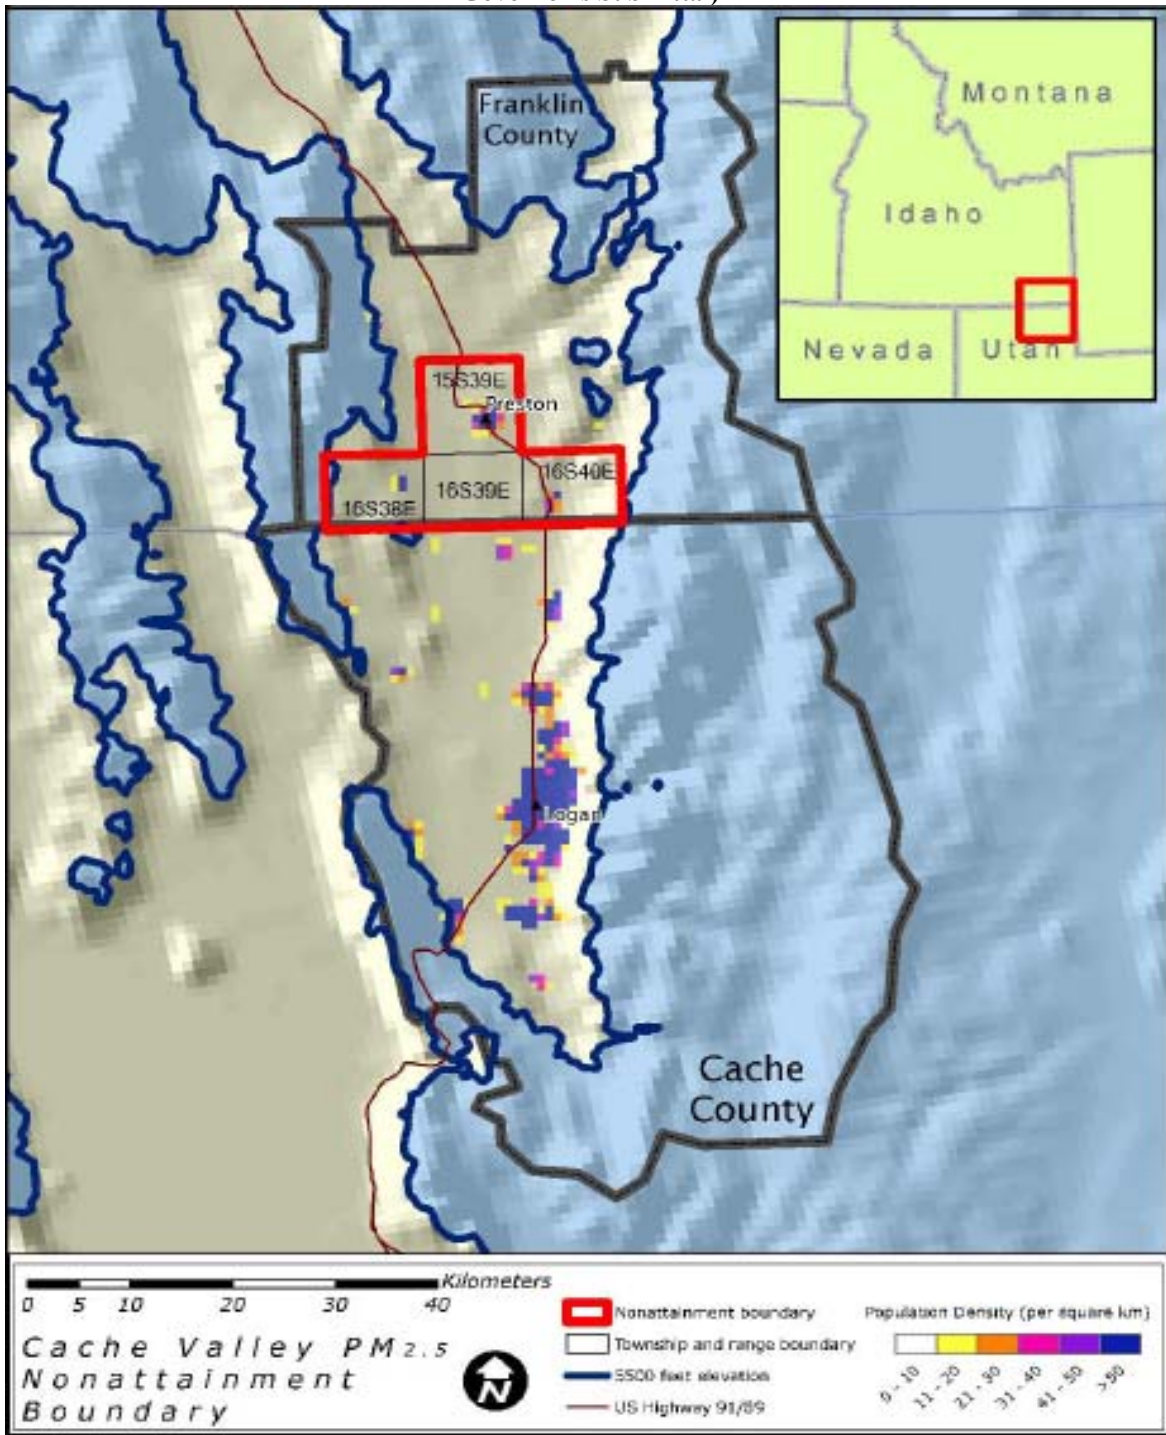 Franklin
County
Montana
Idaho
Nevada
Utah
15S39E
Preston
16S40E
16S39E
16S38E
Logan
Cache
County
Kilometers
0 5 10 20 30 40
Cache Valley PM2.5
Nonattainment
Boundary
N
Nonattainment boundary
Township and range boundary
5500 feet elevation
US Highway 91/89
Population Density (per square km)
0 - 10
11 - 20
21 - 30
31 - 40
41 - 50
>50